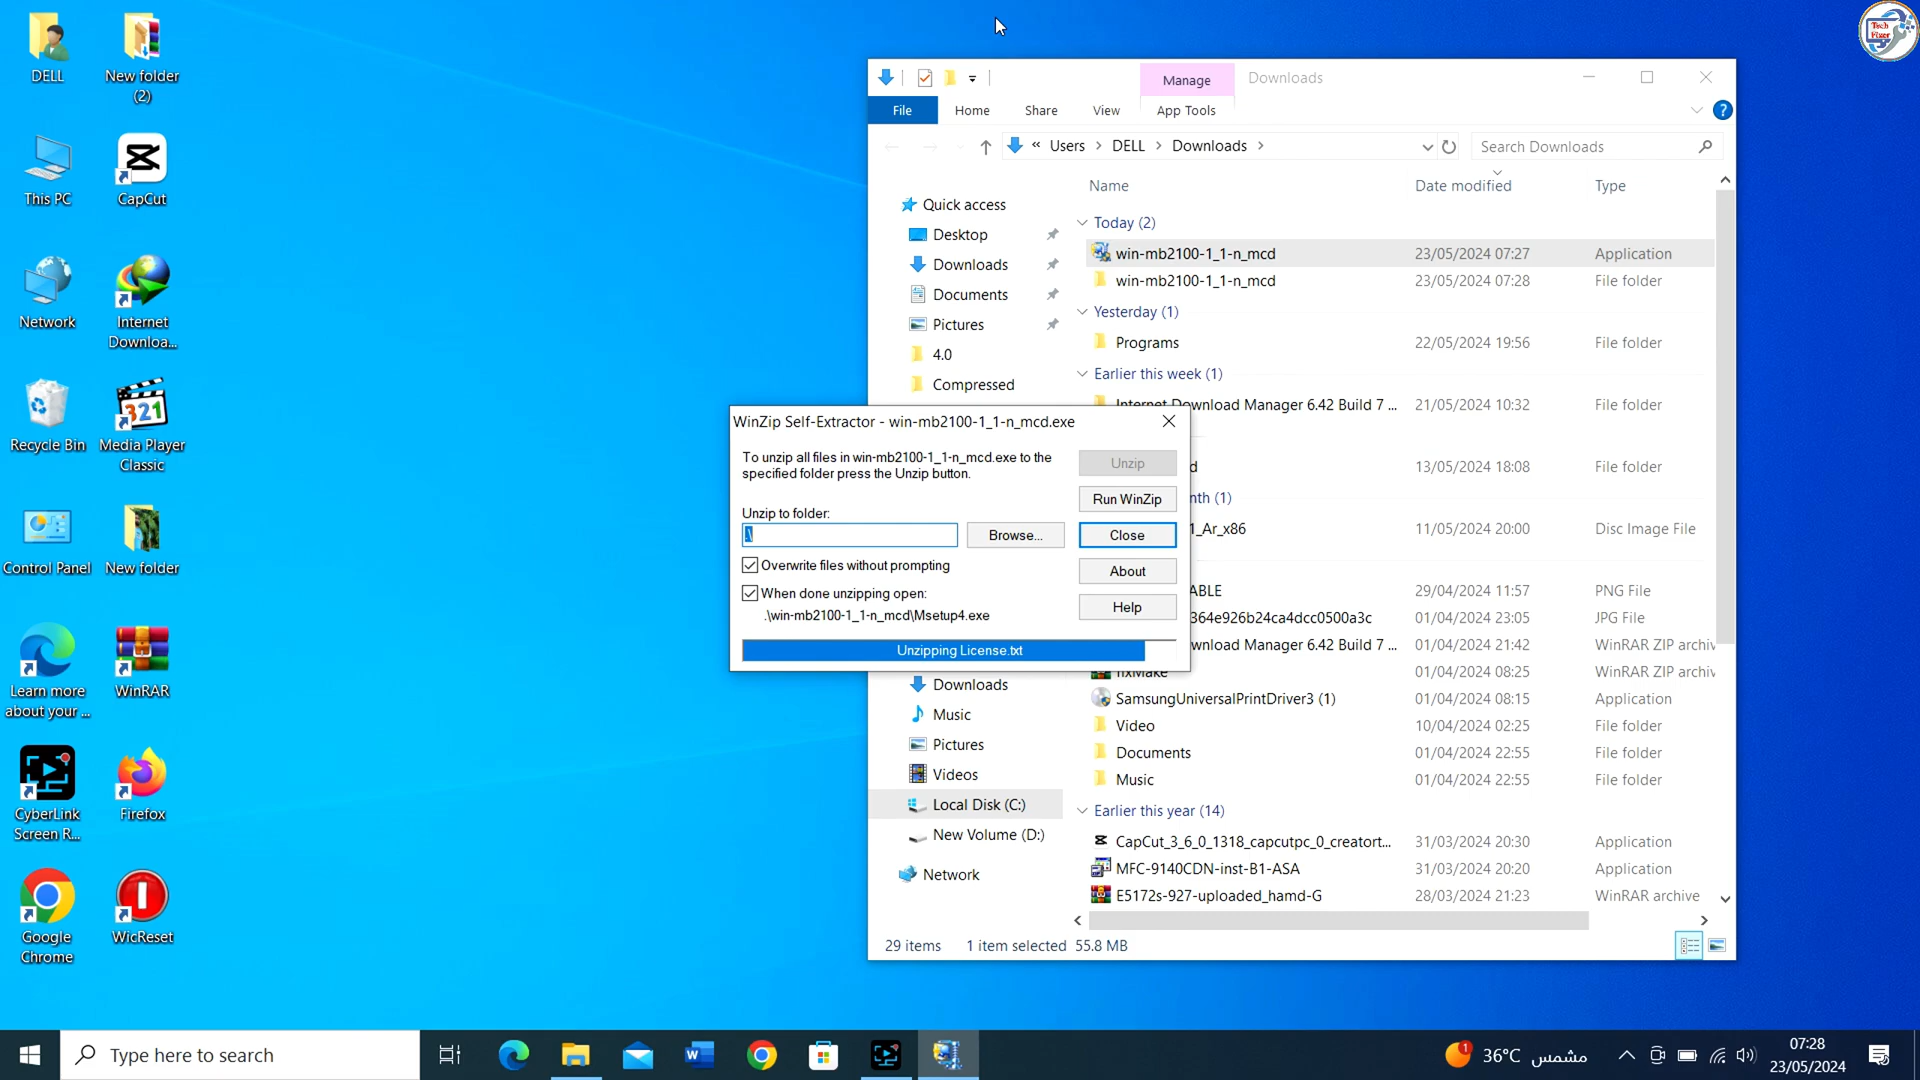 DELL
New folder
(2)
This PC
CapCut
Network
Internet
Downloa...
Recycle Bin
Media Player
Classic
Control Panel
New folder
Learn more
about your ...
WinRAR
CyberLink
Screen R...
Firefox
Google
Chrome
WicReset
Tech
Fixer
Manage
Downloads
File
Home
Share
View
App Tools
« Users > DELL > Downloads >
Search Downloads
Name
Date modified
Type
Quick access
Desktop
Downloads
Documents
Pictures
4.0
Compressed
Downloads
Music
Pictures
Videos
Local Disk (C:)
New Volume (D:)
Network
Today (2)
win-mb2100-1_1-n_mcd 23/05/2024 07:27 Application
win-mb2100-1_1-n_mcd 23/05/2024 07:28 File folder
Yesterday (1)
Programs 22/05/2024 19:56 File folder
Earlier this week (1)
Internet Download Manager 6.42 Build 7 ... 21/05/2024 10:32 File folder
d 13/05/2024 18:08 File folder
nth (1)
1_Ar_x86 11/05/2024 20:00 Disc Image File
ABLE 29/04/2024 11:57 PNG File
364e926b24ca4dcc0500a3c 01/04/2024 23:05 JPG File
wnload Manager 6.42 Build 7 ... 01/04/2024 21:42 WinRAR ZIP archiv
01/04/2024 08:25 WinRAR ZIP archiv
SamsungUniversalPrintDriver3 (1) 01/04/2024 08:15 Application
Video 10/04/2024 02:25 File folder
Documents 01/04/2024 22:55 File folder
Music 01/04/2024 22:55 File folder
Earlier this year (14)
CapCut_3_6_0_1318_capcutpc_0_creatort... 31/03/2024 20:30 Application
MFC-9140CDN-inst-B1-ASA 31/03/2024 20:20 Application
E5172s-927-uploaded_hamd-G 28/03/2024 21:23 WinRAR archive
29 items 1 item selected 55.8 MB
WinZip Self-Extractor - win-mb2100-1_1-n_mcd.exe
To unzip all files in win-mb2100-1_1-n_mcd.exe to the
specified folder press the Unzip button.
Unzip to folder:
.\
Browse...
Overwrite files without prompting
When done unzipping open:
.\win-mb2100-1_1-n_mcd\Msetup4.exe
Unzip
Run WinZip
Close
About
Help
Unzipping License.txt
Type here to search
1
36°C مشمس
07:28
23/05/2024